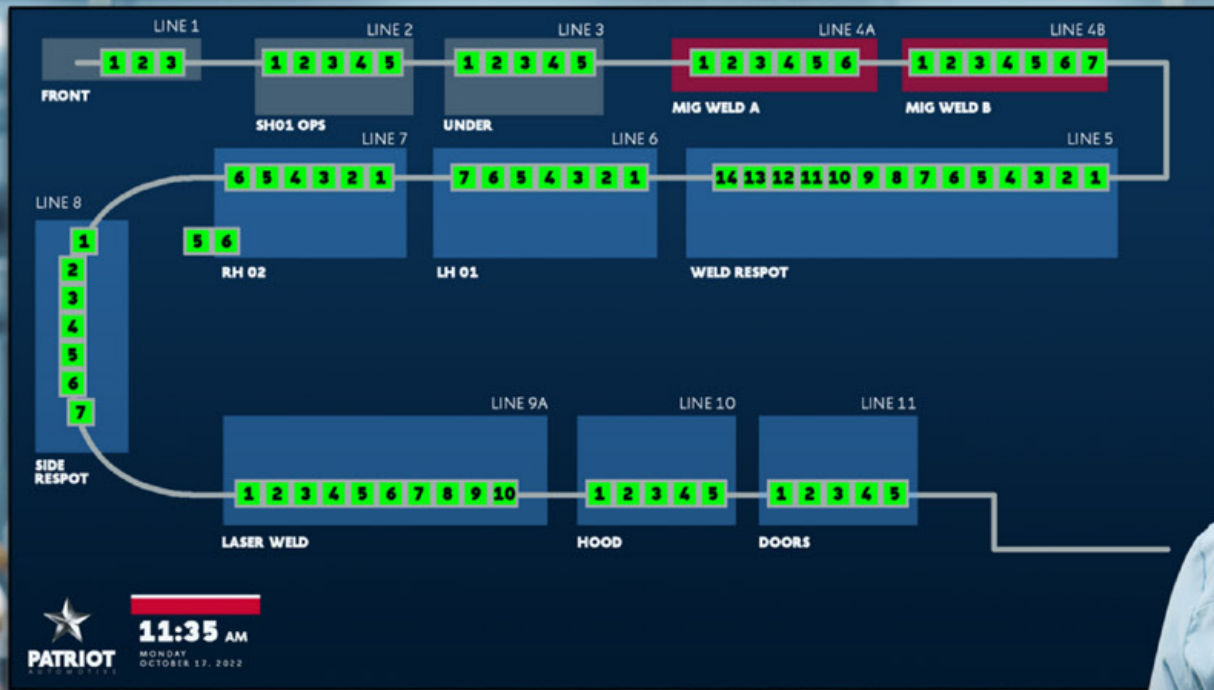 LINE 1
1 2 3
FRONT
LINE 2
1 2 3 4 5
SH01 OPS
LINE 3
1 2 3 4 5
UNDER
LINE 4A
1 2 3 4 5 6
MIG WELD A
LINE 4B
1 2 3 4 5 6 7
MIG WELD B
LINE 7
6 5 4 3 2 1
5 6
RH 02
LINE 6
7 6 5 4 3 2 1
LH 01
LINE 5
14 13 12 11 10 9 8 7 6 5 4 3 2 1
WELD RESPOT
LINE 8
1
2
3
4
5
6
7
SIDE
RESPOT
LINE 9A
1 2 3 4 5 6 7 8 9 10
LASER WELD
LINE 10
1 2 3 4 5
HOOD
LINE 11
1 2 3 4 5
DOORS
PATRIOT
AUTOMOTIVE
11:35 AM
MONDAY
OCTOBER 17, 2022